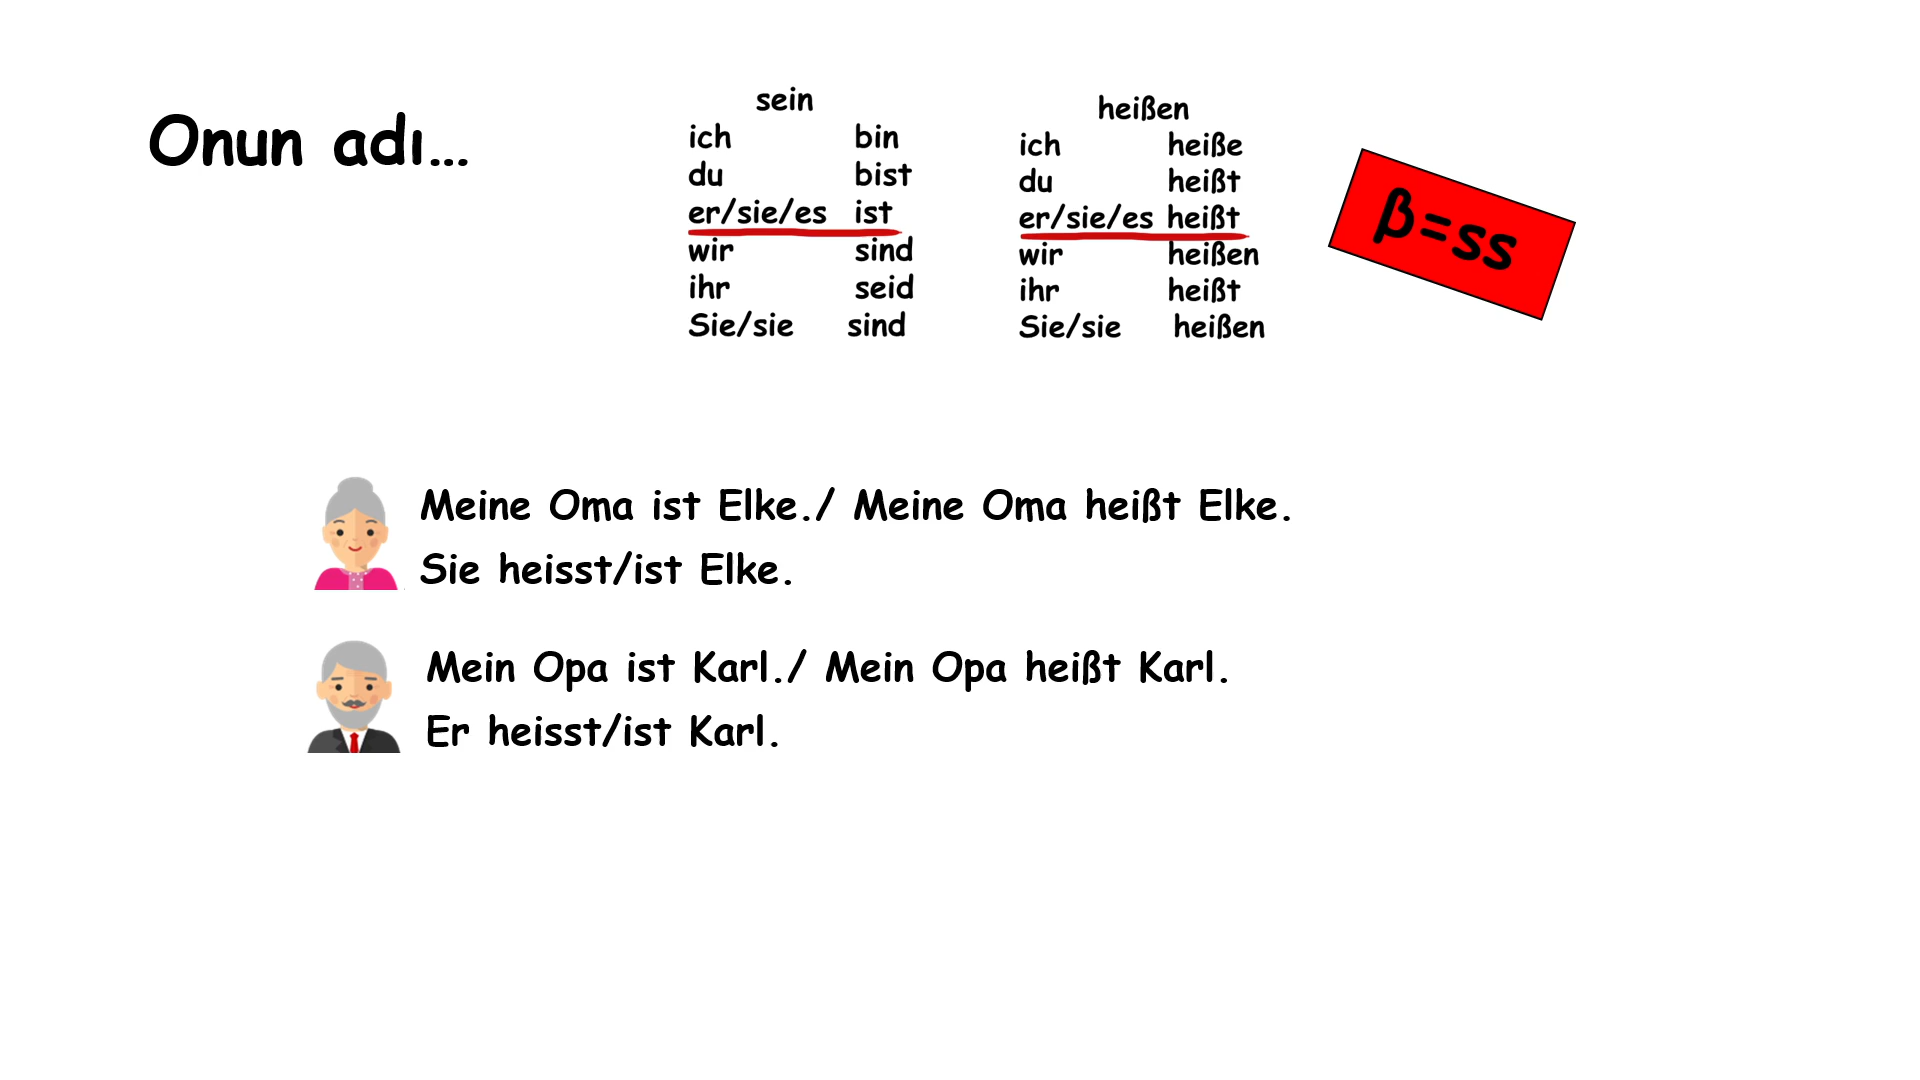 Onun adı...
sein
ich bin
du bist
er/sie/es ist
wir sind
ihr seid
Sie/sie sind
heißen
ich heiße
du heißt
er/sie/es heißt
wir heißen
ihr heißt
Sie/sie heißen
β=ss
Meine Oma ist Elke./ Meine Oma heißt Elke.
Sie heisst/ist Elke.
Mein Opa ist Karl./ Mein Opa heißt Karl.
Er heisst/ist Karl.